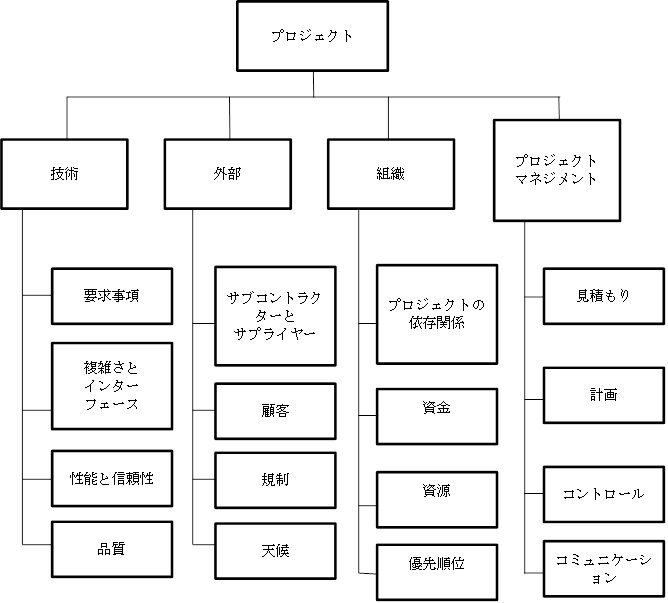 プロジェクト
技術
外部
組織
プロジェクト
マネジメント
要求事項
複雑さと
インター
フェース
性能と信頼性
品質
サブコントラク
ターと
サプライヤー
顧客
規制
天候
プロジェクトの
依存関係
資金
資源
優先順位
見積もり
計画
コントロール
コミュニケーシ
ョン